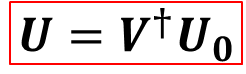 U = V†U₀